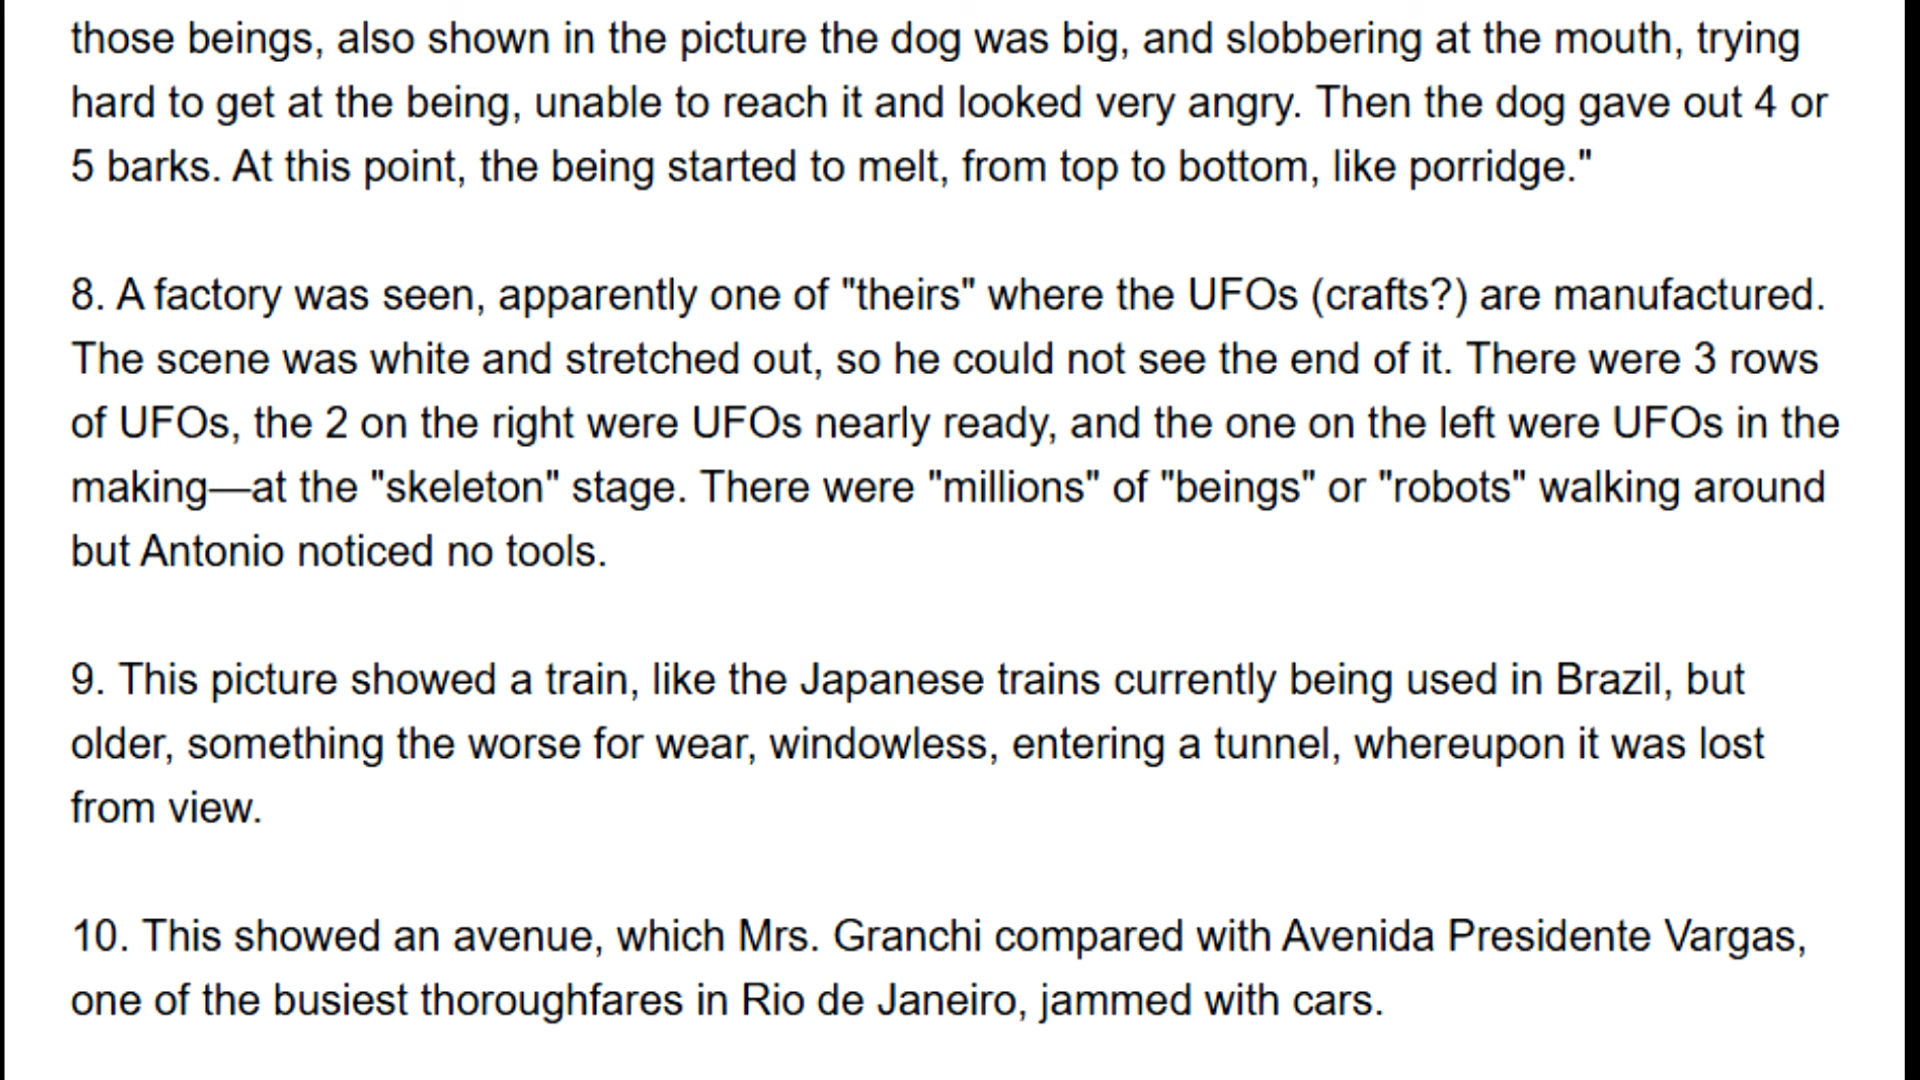 those beings, also shown in the picture the dog was big, and slobbering at the mouth, trying
hard to get at the being, unable to reach it and looked very angry. Then the dog gave out 4 or
5 barks. At this point, the being started to melt, from top to bottom, like porridge."
8. A factory was seen, apparently one of "theirs" where the UFOs (crafts?) are manufactured.
The scene was white and stretched out, so he could not see the end of it. There were 3 rows
of UFOs, the 2 on the right were UFOs nearly ready, and the one on the left were UFOs in the
making—at the "skeleton" stage. There were "millions" of "beings" or "robots" walking around
but Antonio noticed no tools.
9. This picture showed a train, like the Japanese trains currently being used in Brazil, but
older, something the worse for wear, windowless, entering a tunnel, whereupon it was lost
from view.
10. This showed an avenue, which Mrs. Granchi compared with Avenida Presidente Vargas,
one of the busiest thoroughfares in Rio de Janeiro, jammed with cars.